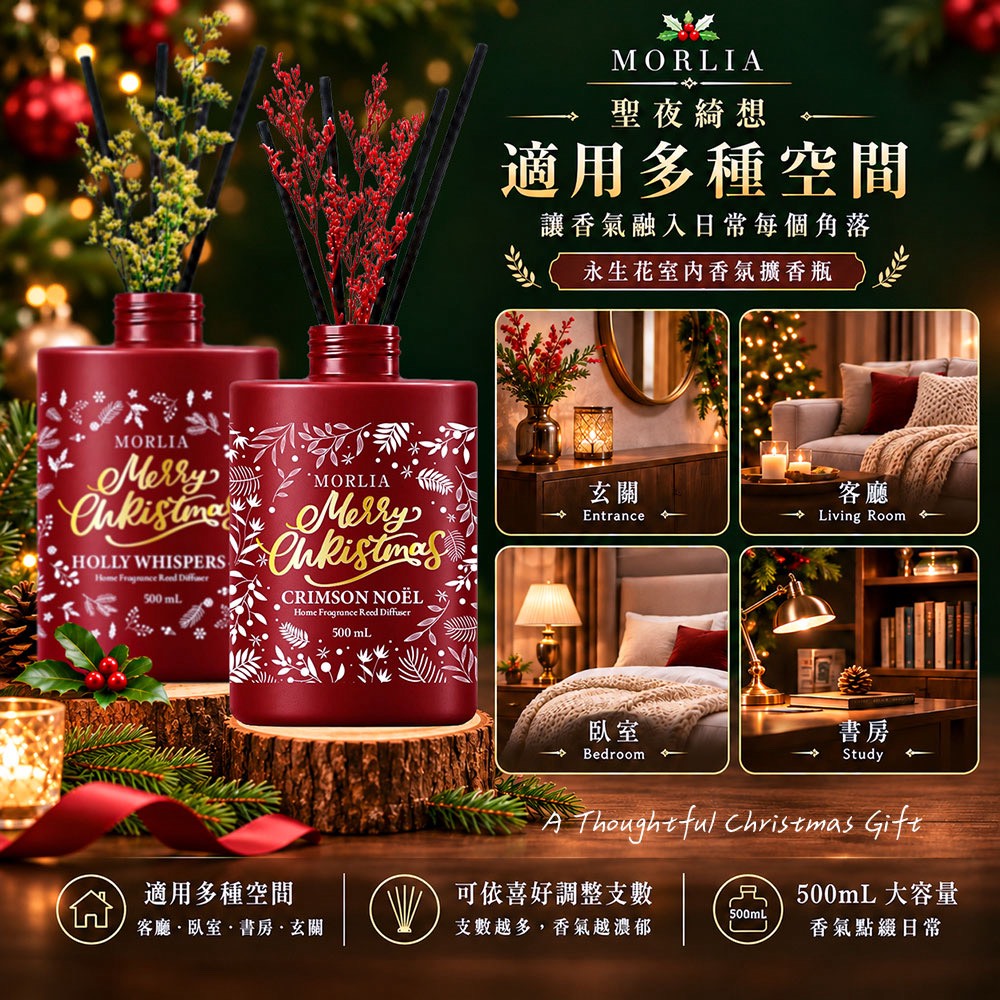 MORLIA
聖夜綺想
適用多種空間
讓香氣融入日常每個角落
永生花室內香氛擴香瓶
MORLIA
Merry
Christmas
HOLLY WHISPERS
Home Fragrance Reed Diffuser
500 mL
MORLIA
Merry
Christmas
CRIMSON NOËL
Home Fragrance Reed Diffuser
500 mL
玄關
Entrance
客廳
Living Room
臥室
Bedroom
書房
Study
A Thoughtful Christmas Gift
適用多種空間
客廳·臥室·書房·玄關
可依喜好調整支數
支數越多，香氣越濃郁
500mL
500mL 大容量
香氣點綴日常